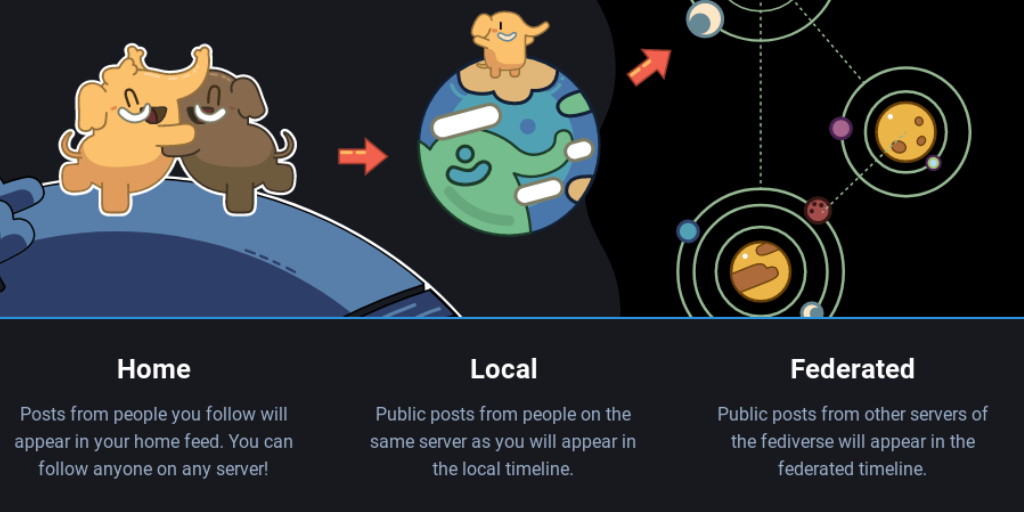 Home
Posts from people you follow will
appear in your home feed. You can
follow anyone on any server!
Local
Public posts from people on the
same server as you will appear in
the local timeline.
Federated
Public posts from other servers of
the fediverse will appear in the
federated timeline.